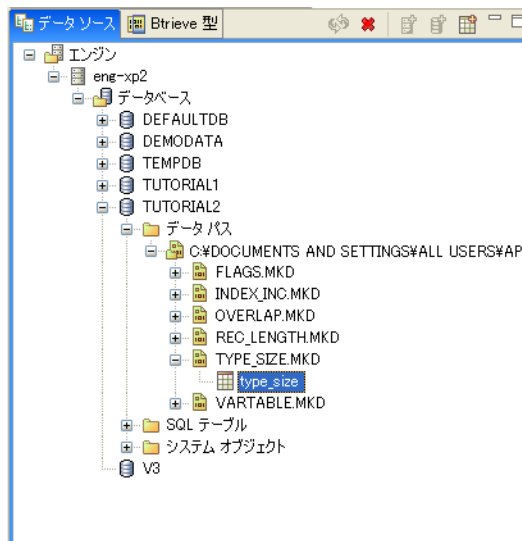 データ ソース Btrieve 型
エンジン
eng-xp2
データベース
DEFAULTDB
DEMODATA
TEMPDB
TUTORIAL1
TUTORIAL2
データ パス
C:¥DOCUMENTS AND SETTINGS¥ALL USERS¥AP
FLAGS.MKD
INDEX_INC.MKD
OVERLAP.MKD
REC_LENGTH.MKD
TYPE_SIZE.MKD
type_size
VARTABLE.MKD
SQL テーブル
システム オブジェクト
V3